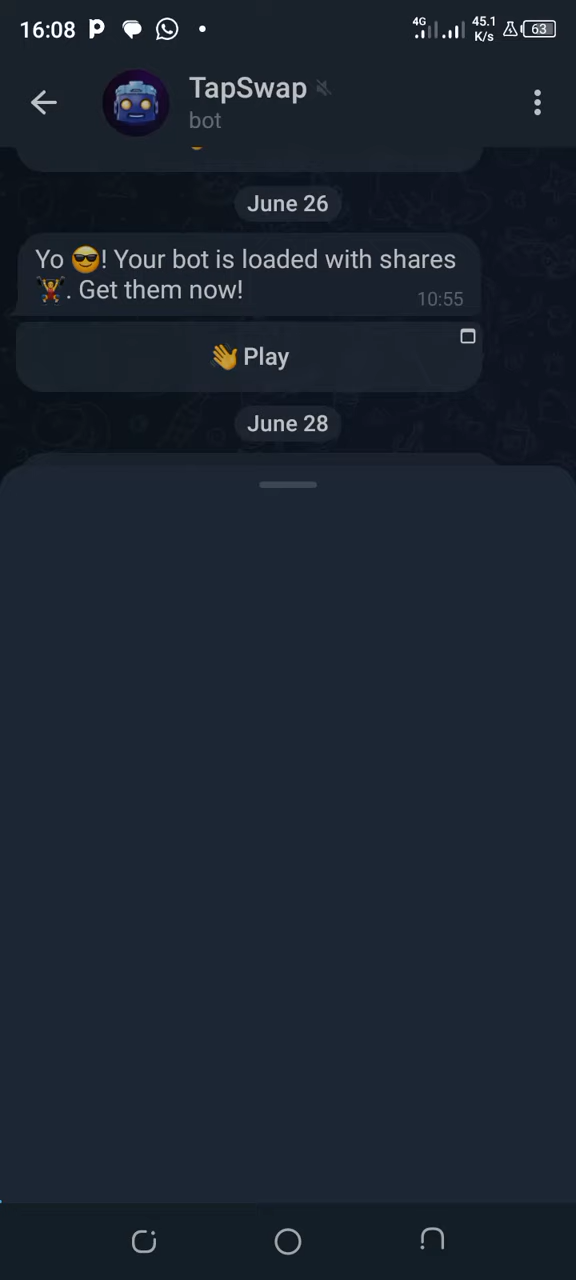 16:08
4G
45.1
K/s
63
TapSwap
bot
June 26
Yo 😎! Your bot is loaded with shares
🏋️. Get them now!
10:55
👋 Play
June 28